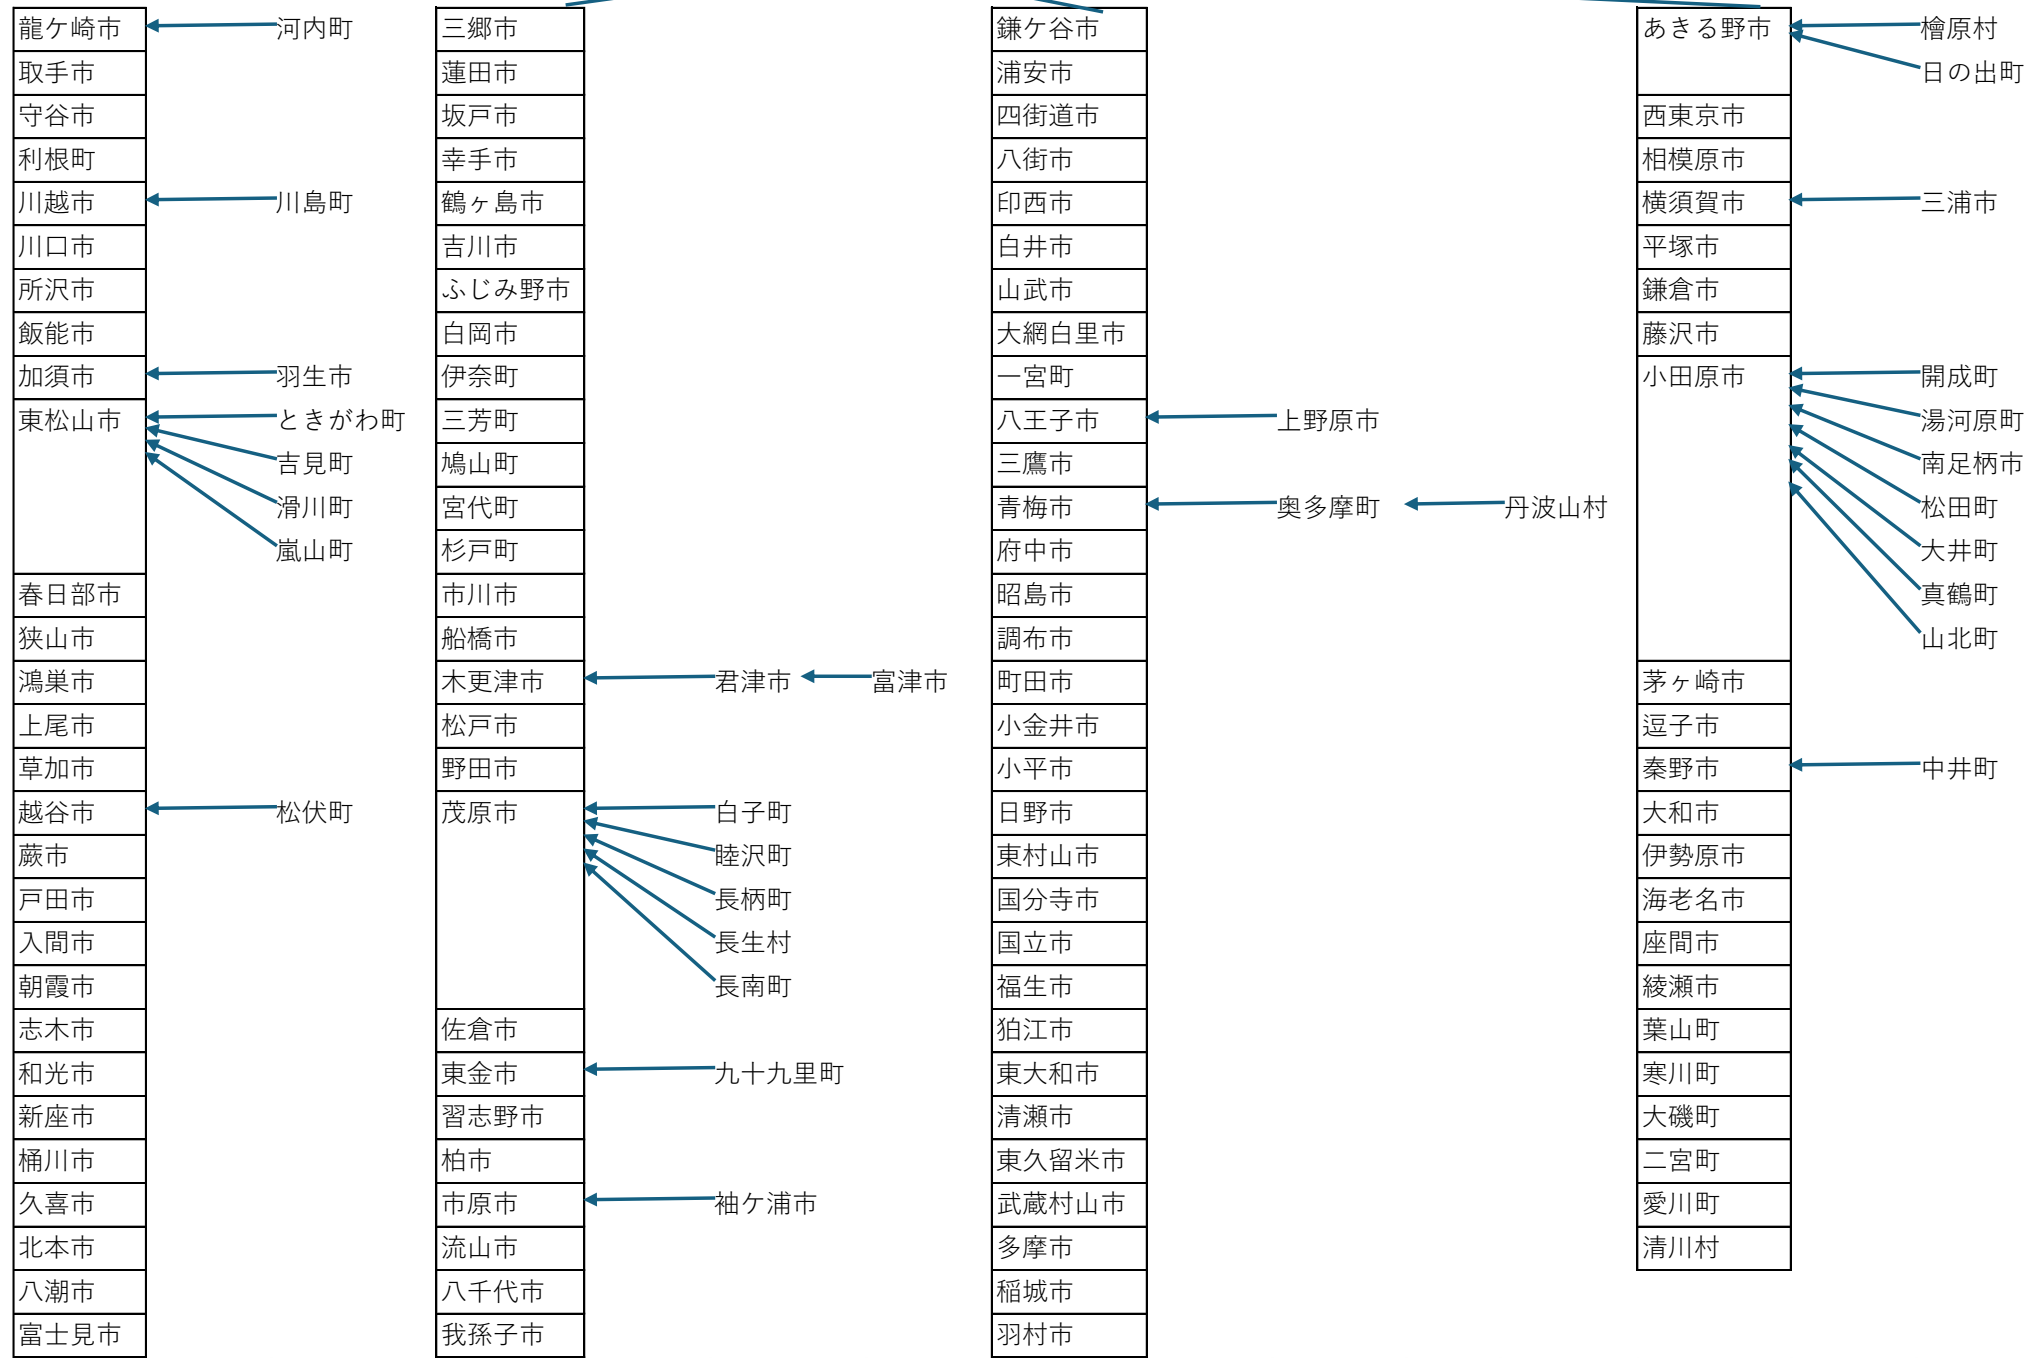 龍ケ崎市
河内町
取手市
守谷市
利根町
川越市
川島町
川口市
所沢市
飯能市
加須市
羽生市
東松山市
ときがわ町
吉見町
滑川町
嵐山町
春日部市
狭山市
鴻巣市
上尾市
草加市
越谷市
松伏町
蕨市
戸田市
入間市
朝霞市
志木市
和光市
新座市
桶川市
久喜市
北本市
八潮市
富士見市
三郷市
蓮田市
坂戸市
幸手市
鶴ヶ島市
吉川市
ふじみ野市
白岡市
伊奈町
三芳町
鳩山町
宮代町
杉戸町
市川市
船橋市
木更津市
君津市
富津市
松戸市
野田市
茂原市
白子町
睦沢町
長柄町
長生村
長南町
佐倉市
東金市
九十九里町
習志野市
柏市
市原市
袖ケ浦市
流山市
八千代市
我孫子市
鎌ケ谷市
浦安市
四街道市
八街市
印西市
白井市
山武市
大網白里市
一宮町
八王子市
上野原市
三鷹市
青梅市
奥多摩町
丹波山村
府中市
昭島市
調布市
町田市
小金井市
小平市
日野市
東村山市
国分寺市
国立市
福生市
狛江市
東大和市
清瀬市
東久留米市
武蔵村山市
多摩市
稲城市
羽村市
あきる野市
檜原村
日の出町
西東京市
相模原市
横須賀市
三浦市
平塚市
鎌倉市
藤沢市
小田原市
開成町
湯河原町
南足柄市
松田町
大井町
真鶴町
山北町
茅ヶ崎市
逗子市
秦野市
中井町
大和市
伊勢原市
海老名市
座間市
綾瀬市
葉山町
寒川町
大磯町
二宮町
愛川町
清川村